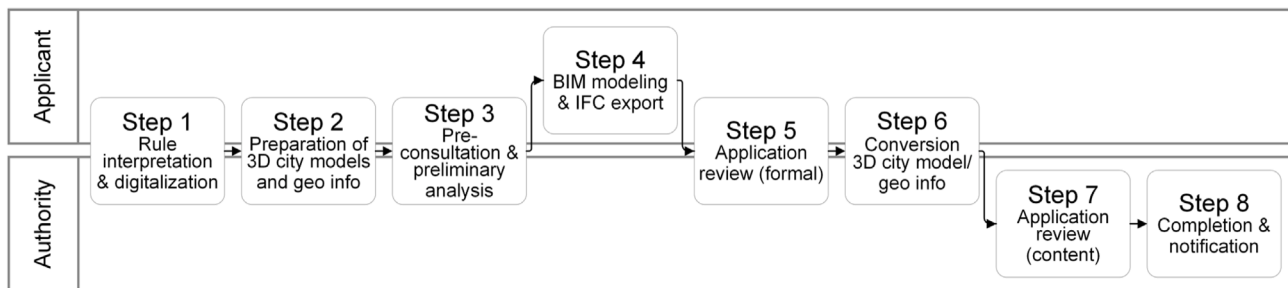 Applicant
Authority
Step 1
Rule
interpretation
& digitalization
Step 2
Preparation of
3D city models
and geo info
Step 3
Pre-
consultation &
preliminary
analysis
Step 4
BIM modeling
& IFC export
Step 5
Application
review (formal)
Step 6
Conversion
3D city model/
geo info
Step 7
Application
review
(content)
Step 8
Completion &
notification